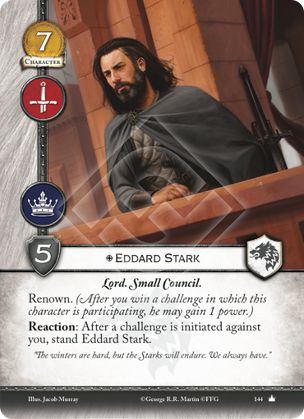 7
CHARACTER
5
EDDARD STARK
Lord. Small Council.
Renown. (After you win a challenge in which this
character is participating, he may gain 1 power.)
Reaction: After a challenge is initiated against
you, stand Eddard Stark.
"The winters are hard, but the Starks will endure. We always have."
Illus. Jacob Murray ©George R.R. Martin ©FFG 144